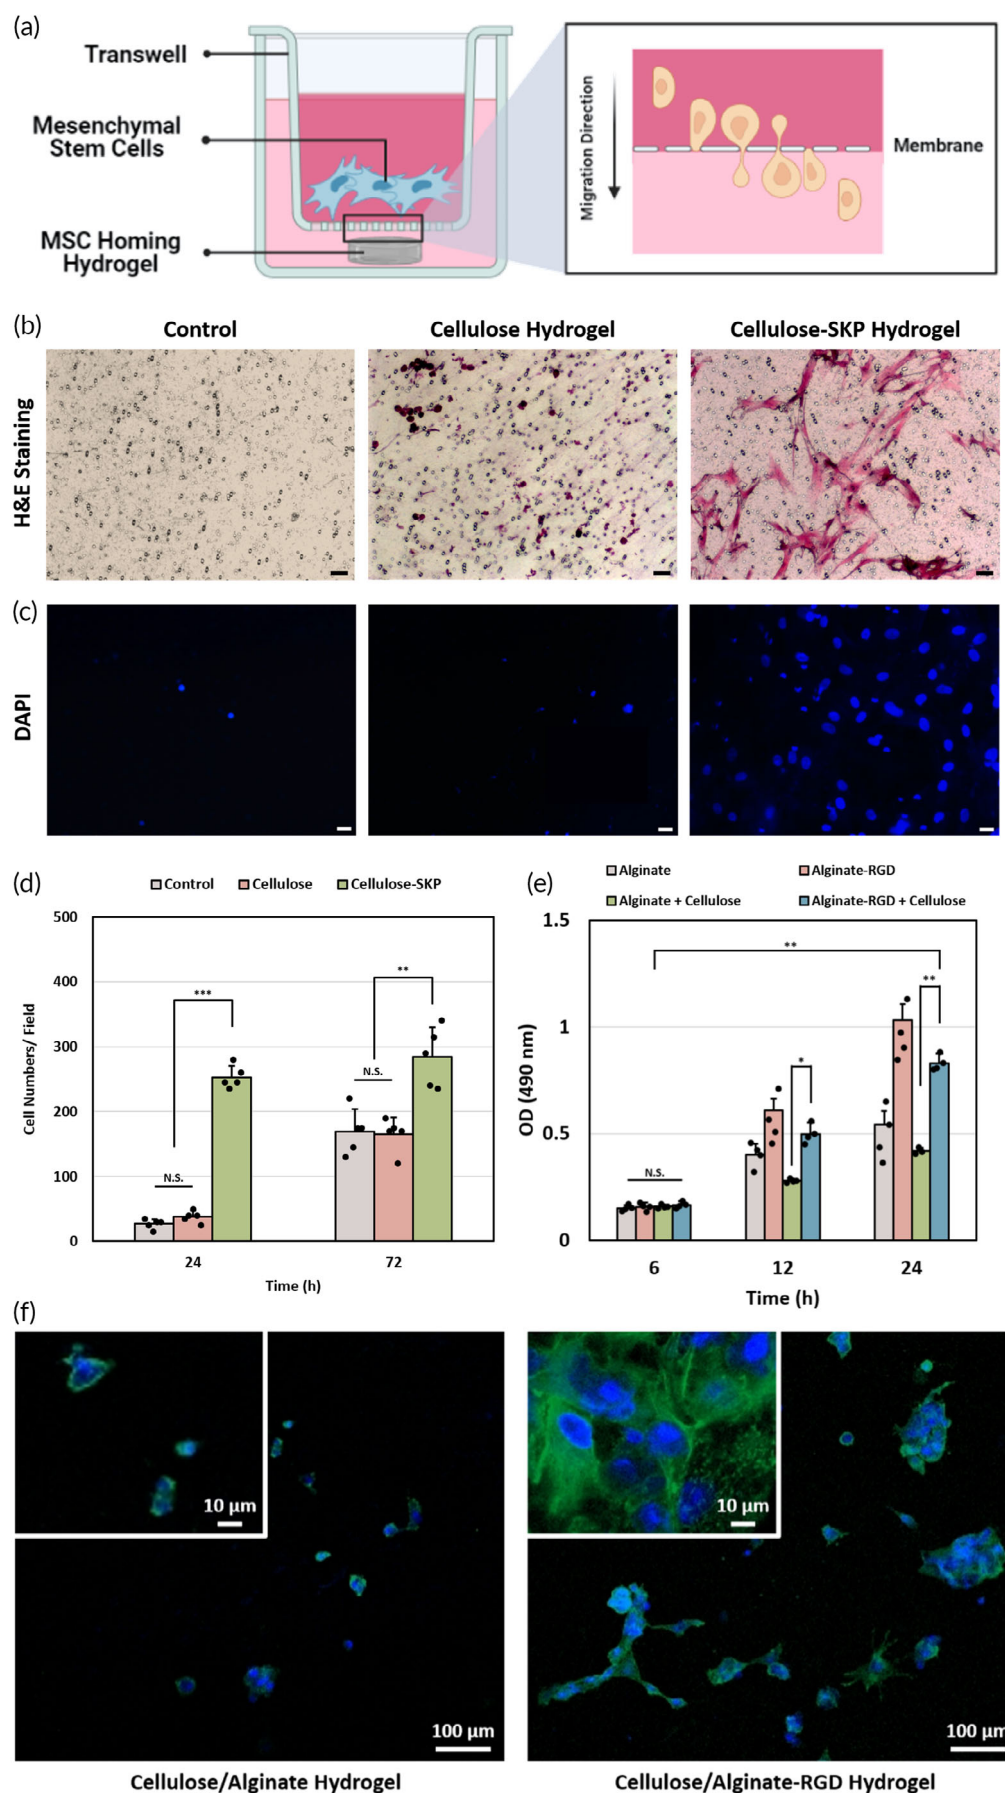 (a)
Transwell
Mesenchymal
Stem Cells
MSC Homing
Hydrogel
Migration Direction
Membrane
(b)
Control
Cellulose Hydrogel
Cellulose-SKP Hydrogel
H&E Staining
(c)
DAPI
(d)
Control
Cellulose
Cellulose-SKP
500
400
300
200
100
0
Cell Numbers/ Field
N.S.
***
N.S.
**
24
72
Time (h)
(e)
Alginate
Alginate-RGD
Alginate + Cellulose
Alginate-RGD + Cellulose
1.5
1
0.5
0
OD (490 nm)
N.S.
*
**
**
6
12
24
Time (h)
(f)
10 µm
100 µm
Cellulose/Alginate Hydrogel
10 µm
100 µm
Cellulose/Alginate-RGD Hydrogel